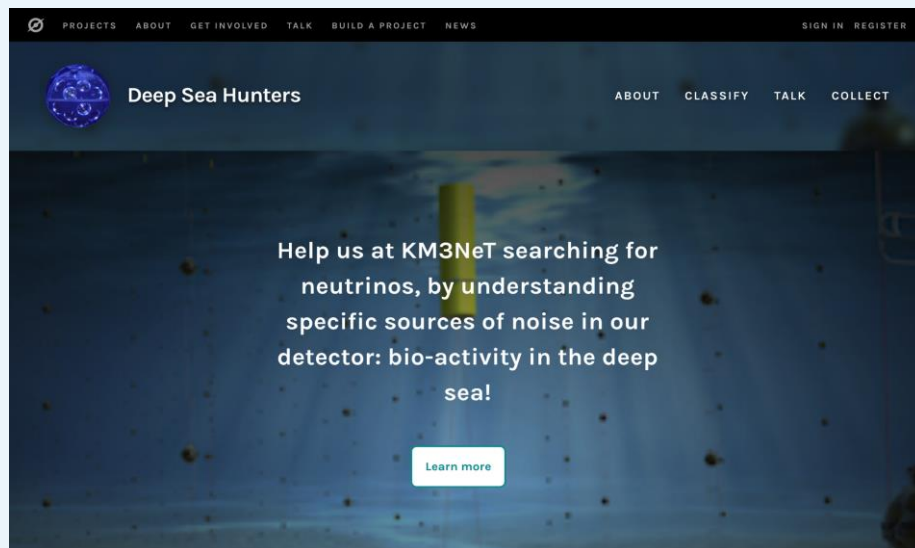 PROJECTS ABOUT GET INVOLVED TALK BUILD A PROJECT NEWS SIGN IN REGISTER
Deep Sea Hunters ABOUT CLASSIFY TALK COLLECT
Help us at KM3NeT searching for
neutrinos, by understanding
specific sources of noise in our
detector: bio-activity in the deep
sea!
Learn more